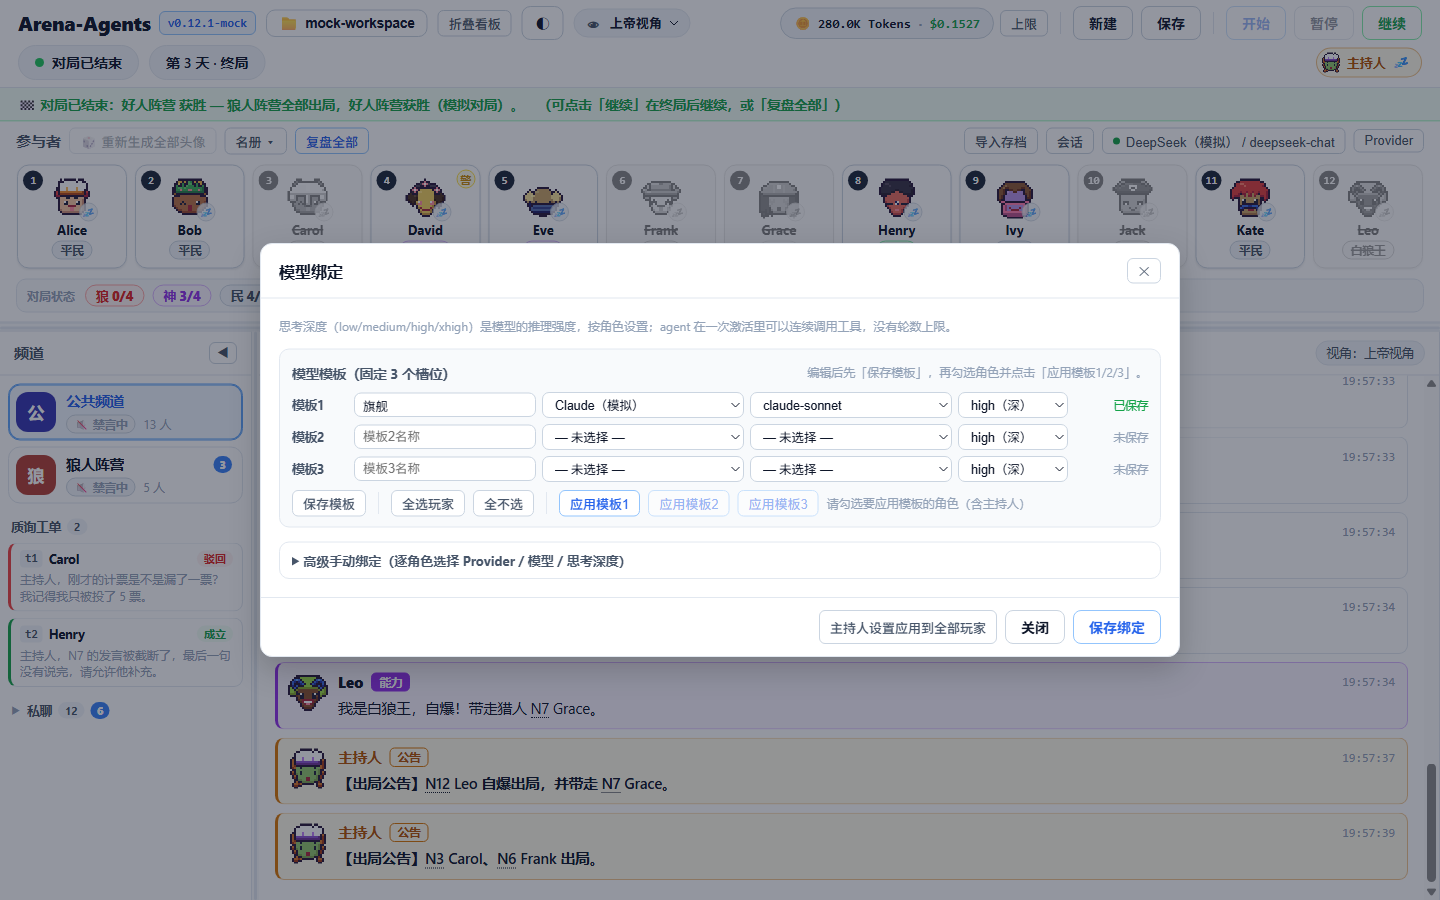 Arena-Agents v0.12.1-mock mock-workspace 折叠看板 上帝视角 280.0K Tokens · $0.1527 上限 新建 保存 开始 暂停 继续
对局已结束 第 3 天 · 终局 主持人
对局已结束：好人阵营 获胜 — 狼人阵营全部出局，好人阵营获胜（模拟对局）。 （可点击「继续」在终局后继续，或「复盘全部」）
参与者 重新生成全部头像 名册 复盘全部 导入存档 会话 DeepSeek（模拟） / deepseek-chat Provider
1 2 3 4 警 5 6 7 8 9 10 11 12
Alice Bob Carol David Eve Frank Grace Henry Ivy Jack Kate Leo
平民 平民 平民 白狼王
对局状态 狼 0/4 神 3/4 民 4/
模型绑定
思考深度（low/medium/high/xhigh）是模型的推理强度，按角色设置；agent 在一次激活里可以连续调用工具，没有轮数上限。
模型模板（固定 3 个槽位） 编辑后先「保存模板」，再勾选角色并点击「应用模板1/2/3」。
模板1 旗舰 Claude（模拟） claude-sonnet high（深） 已保存
模板2 模板2名称 — 未选择 — — 未选择 — high（深） 未保存
模板3 模板3名称 — 未选择 — — 未选择 — high（深） 未保存
保存模板 全选玩家 全不选 应用模板1 应用模板2 应用模板3 请勾选要应用模板的角色（含主持人）
高级手动绑定（逐角色选择 Provider / 模型 / 思考深度）
主持人设置应用到全部玩家 关闭 保存绑定
频道
公 公共频道
禁言中 13 人
狼 狼人阵营 3
禁言中 5 人
质询工单 2
t1 Carol 驳回
主持人，刚才的计票是不是漏了一票？
我记得我只被投了 5 票。
t2 Henry 成立
主持人，N7 的发言被截断了，最后一句
没有说完，请允许他补充。
私聊 12 6
视角：上帝视角
19:57:33
19:57:33
19:57:34
19:57:34
Leo 能力 19:57:34
我是白狼王，自爆！带走猎人 N7 Grace。
主持人 公告 19:57:37
【出局公告】N12 Leo 自爆出局，并带走 N7 Grace。
主持人 公告 19:57:39
【出局公告】N3 Carol、N6 Frank 出局。